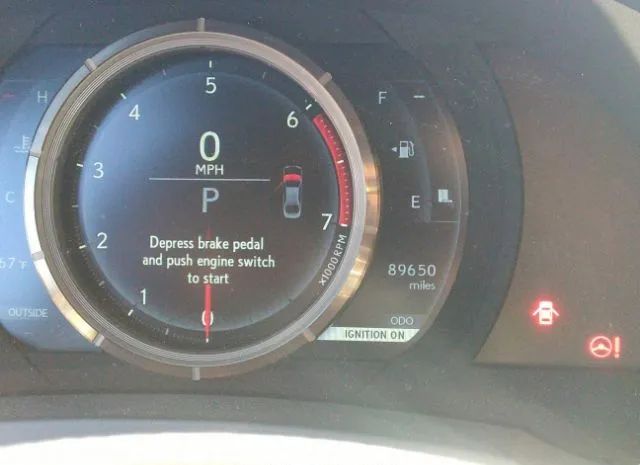 5
4
6
3
0
MPH
P
7
2
Depress brake pedal
and push engine switch
to start
1
0
x1000 RPM
H
C
67°F
OUTSIDE
F
E
89650
miles
ODO
IGNITION ON
!